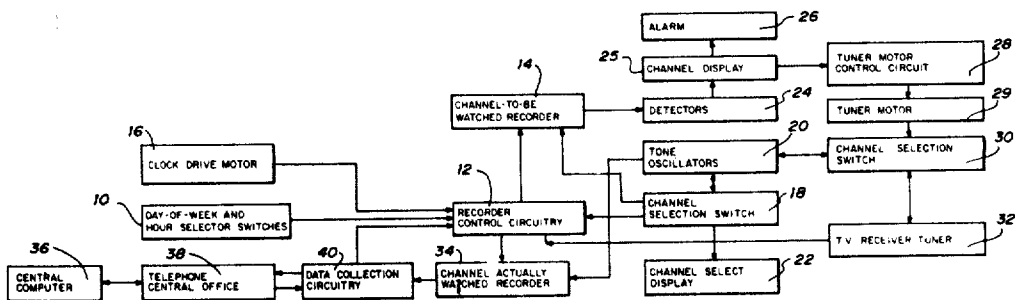 ALARM
26
25
CHANNEL DISPLAY
TUNER MOTOR
CONTROL CIRCUIT
28
14
CHANNEL-TO-BE
WATCHED RECORDER
DETECTORS
24
TUNER MOTOR
29
16
CLOCK DRIVE MOTOR
20
TONE
OSCILLATORS
CHANNEL SELECTION
SWITCH
30
12
10
DAY-OF-WEEK AND
HOUR SELECTOR SWITCHES
RECORDER
CONTROL CIRCUITRY
CHANNEL
SELECTION SWITCH
18
T.V. RECEIVER TUNER
32
36
CENTRAL
COMPUTER
38
TELEPHONE
CENTRAL OFFICE
40
DATA COLLECTION
CIRCUITRY
34
CHANNEL ACTUALLY
WATCHED RECORDER
CHANNEL SELECT
DISPLAY
22